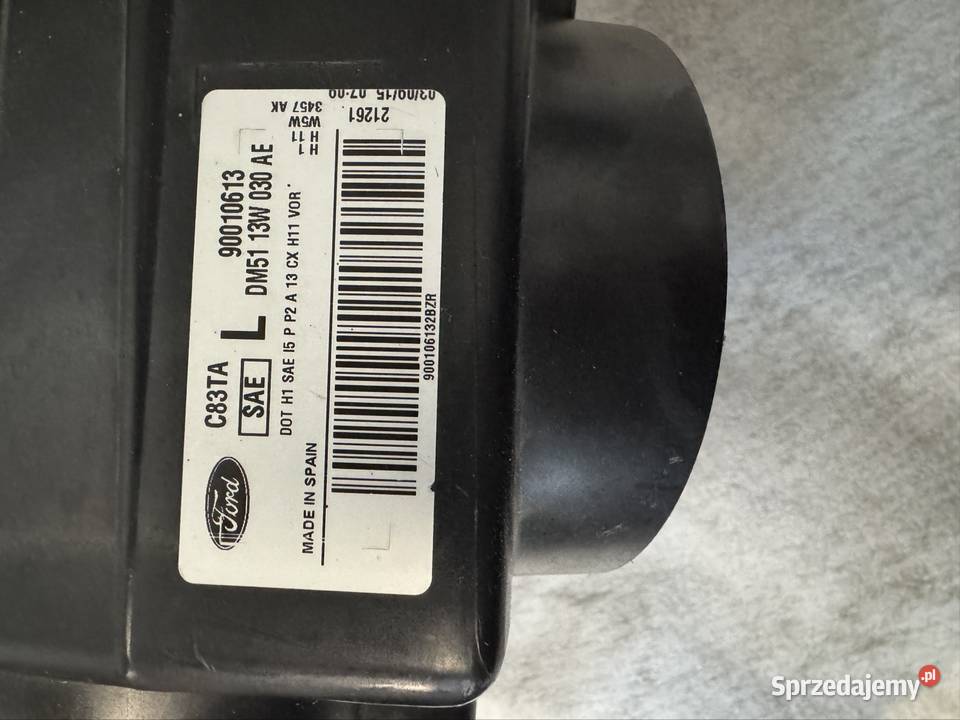 Ford
C83TA
90010613
SAE L DM51 13W 030 AE
DOT H1 SAE I5 P P2 A 13 CX H11 VOR
MADE IN SPAIN
H 1
H 11
W5W
3457 AK
21261
03/09/15 07:09
900106132BZR
Sprzedajemy.pl